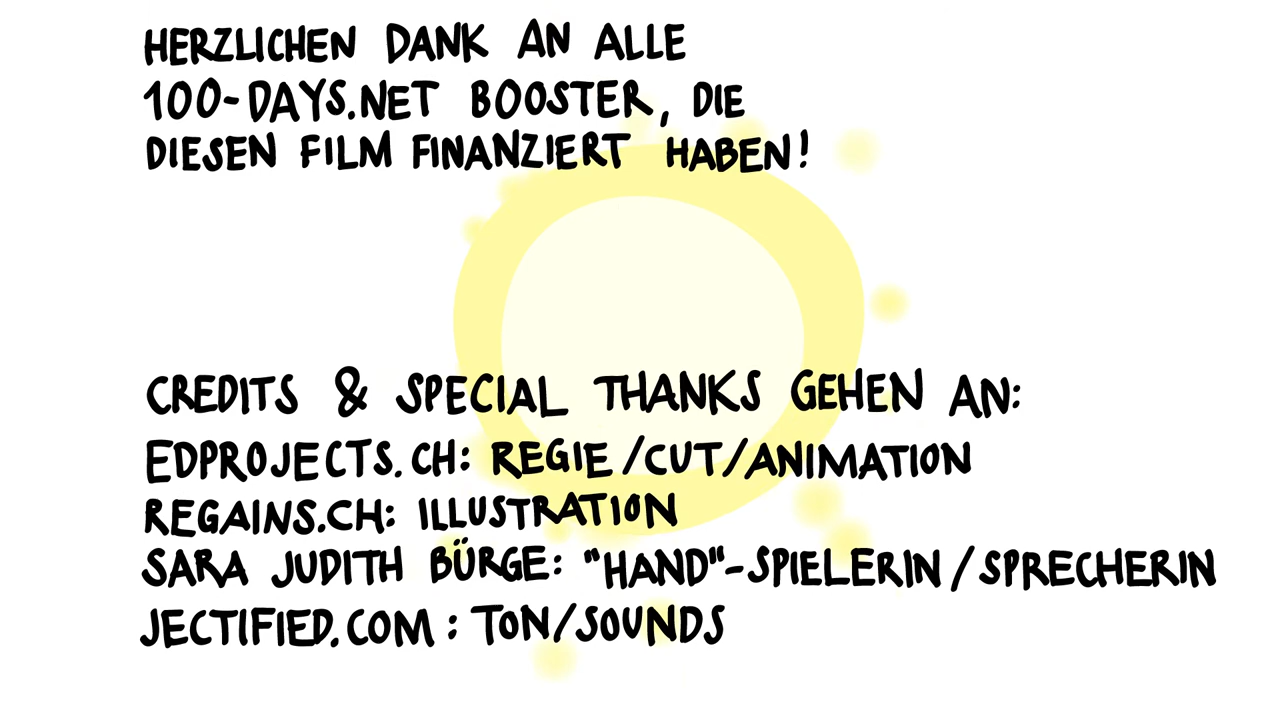 HERZLICHEN DANK AN ALLE
100-DAYS.NET BOOSTER, DIE
DIESEN FILM FINANZIERT HABEN!
CREDITS & SPECIAL THANKS GEHEN AN:
EDPROJECTS.CH: REGIE/CUT/ANIMATION
REGAINS.CH: ILLUSTRATION
SARA JUDITH BÜRGE: "HAND"-SPIELERIN/SPRECHERIN
JECTIFIED.COM: TON/SOUNDS